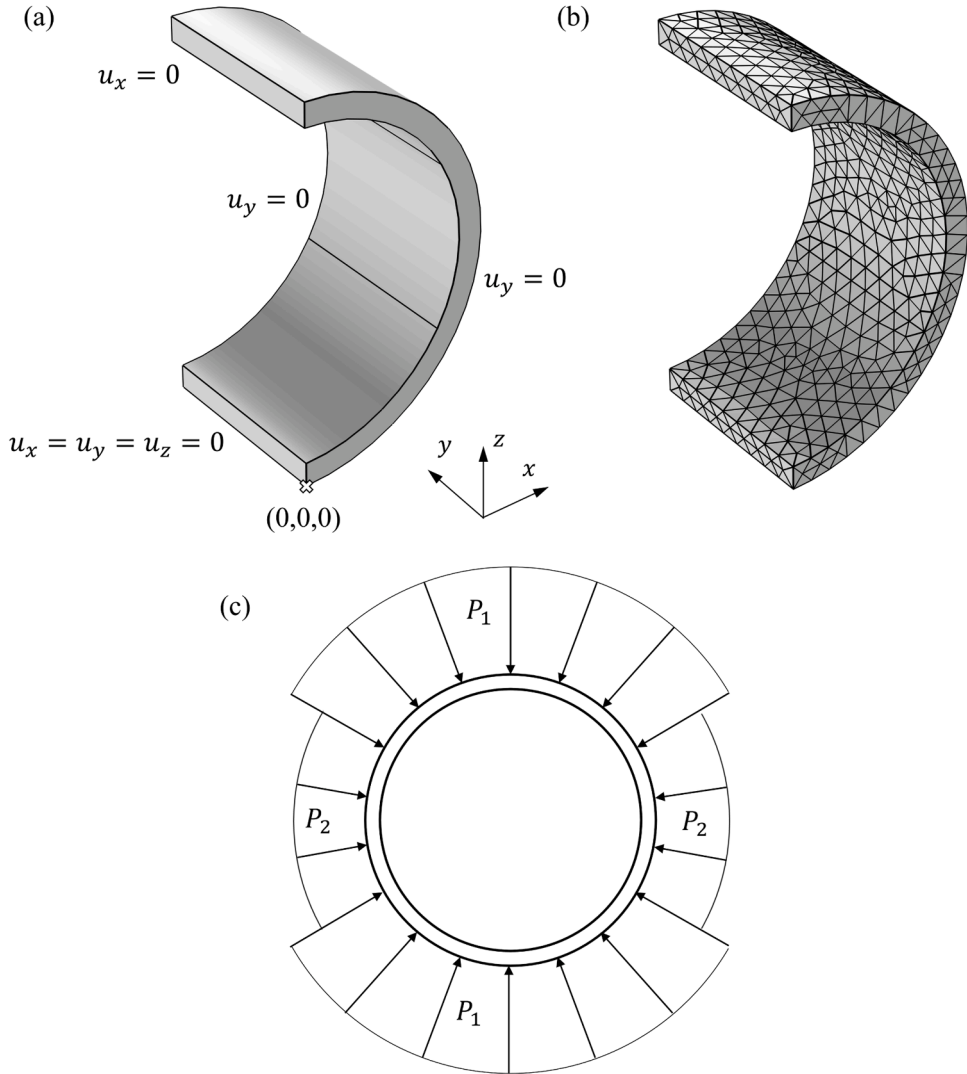 (a)
(b)
u_x = 0
u_y = 0
u_y = 0
u_x = u_y = u_z = 0
(0,0,0)
y
z
x
(c)
P_1
P_2
P_2
P_1